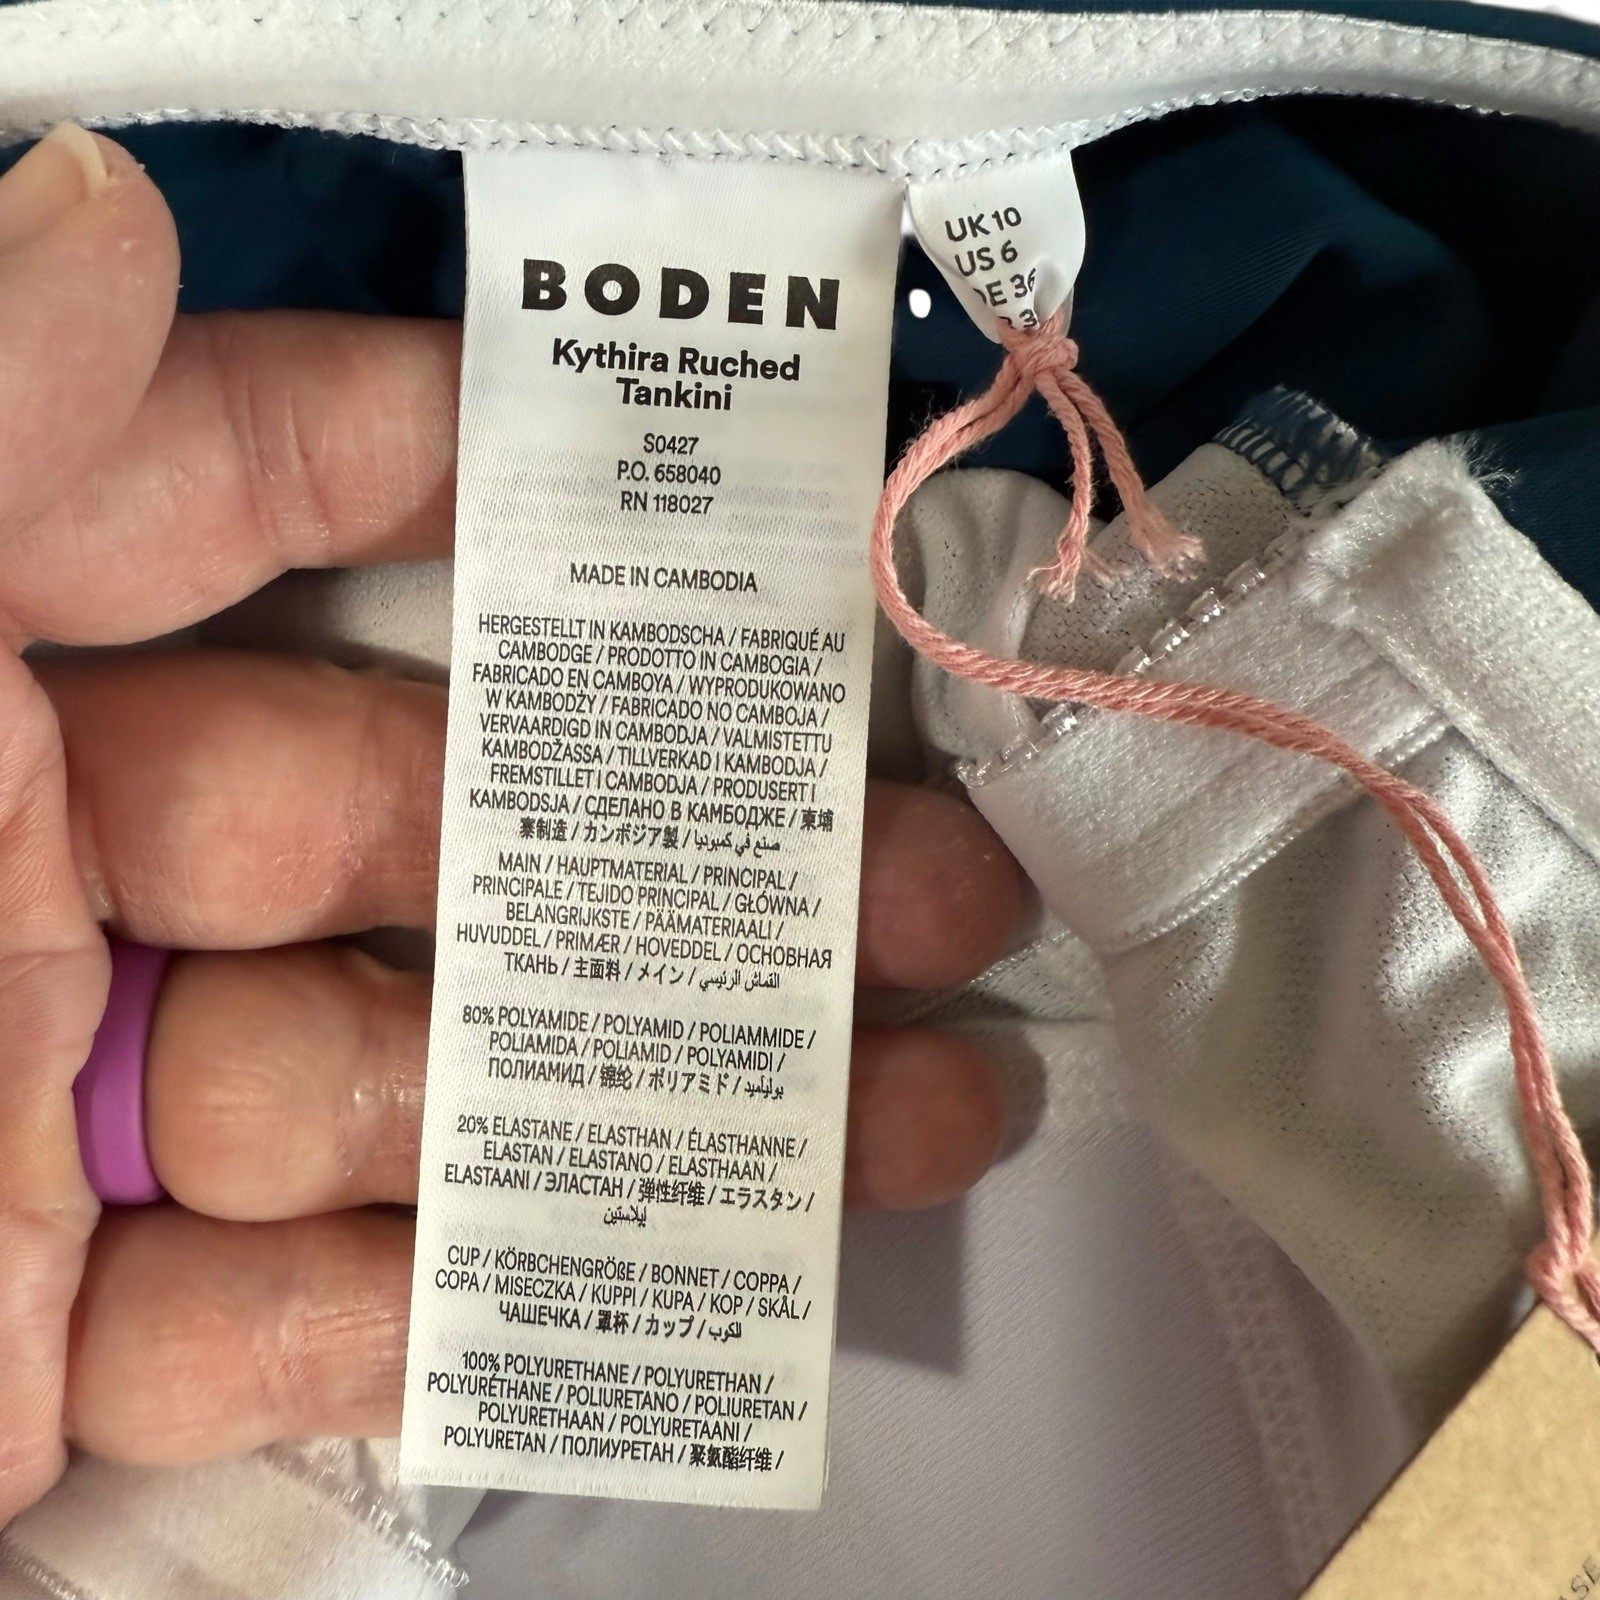 BODEN
Kythira Ruched
Tankini
S0427
P.O. 658040
RN 118027
MADE IN CAMBODIA
HERGESTELLT IN KAMBODSCHA / FABRIQUÉ AU
CAMBODGE / PRODOTTO IN CAMBOGIA /
FABRICADO EN CAMBOYA / WYPRODUKOWANO
W KAMBODŻY / FABRICADO NO CAMBOJA /
VERVAARDIGD IN CAMBODJA / VALMISTETTU
KAMBODŽASSA / TILLVERKAD I KAMBODJA /
FREMSTILLET I CAMBODJA / PRODUSERT I
KAMBODSJA / СДЕЛАНО В КАМБОДЖЕ / 柬埔
寨制造 / カンボジア製 / صنع في كمبوديا
MAIN / HAUPTMATERIAL / PRINCIPAL /
PRINCIPALE / TEJIDO PRINCIPAL / GŁÓWNA /
BELANGRIJKSTE / PÄÄMATERIAALI /
HUVUDDEL / PRIMÆR / HOVEDDEL / ОСНОВНАЯ
ТКАНЬ / 主面料 / メイン / القماش الرئيسي
80% POLYAMIDE / POLYAMID / POLIAMMIDE /
POLIAMIDA / POLIAMID / POLYAMIDI /
ПОЛИАМИД / 锦纶 / ポリアミド / بوليأميد
20% ELASTANE / ELASTHAN / ÉLASTHANNE /
ELASTAN / ELASTANO / ELASTHAAN /
ELASTAANI / ЭЛАСТАН / 弹性纤维 / エラスタン /
إيلاستين
CUP / KÖRBCHENGRÖßE / BONNET / COPPA /
COPA / MISECZKA / KUPPI / KUPA / KOP / SKÅL /
ЧАШЕЧКА / 罩杯 / カップ / الكوب
100% POLYURETHANE / POLYURETHAN /
POLYURÉTHANE / POLIURETANO / POLIURETAN /
POLYURETHAAN / POLYURETAANI /
POLYURETAN / ПОЛИУРЕТАН / 聚氨酯纤维 /
UK 10
US 6
36